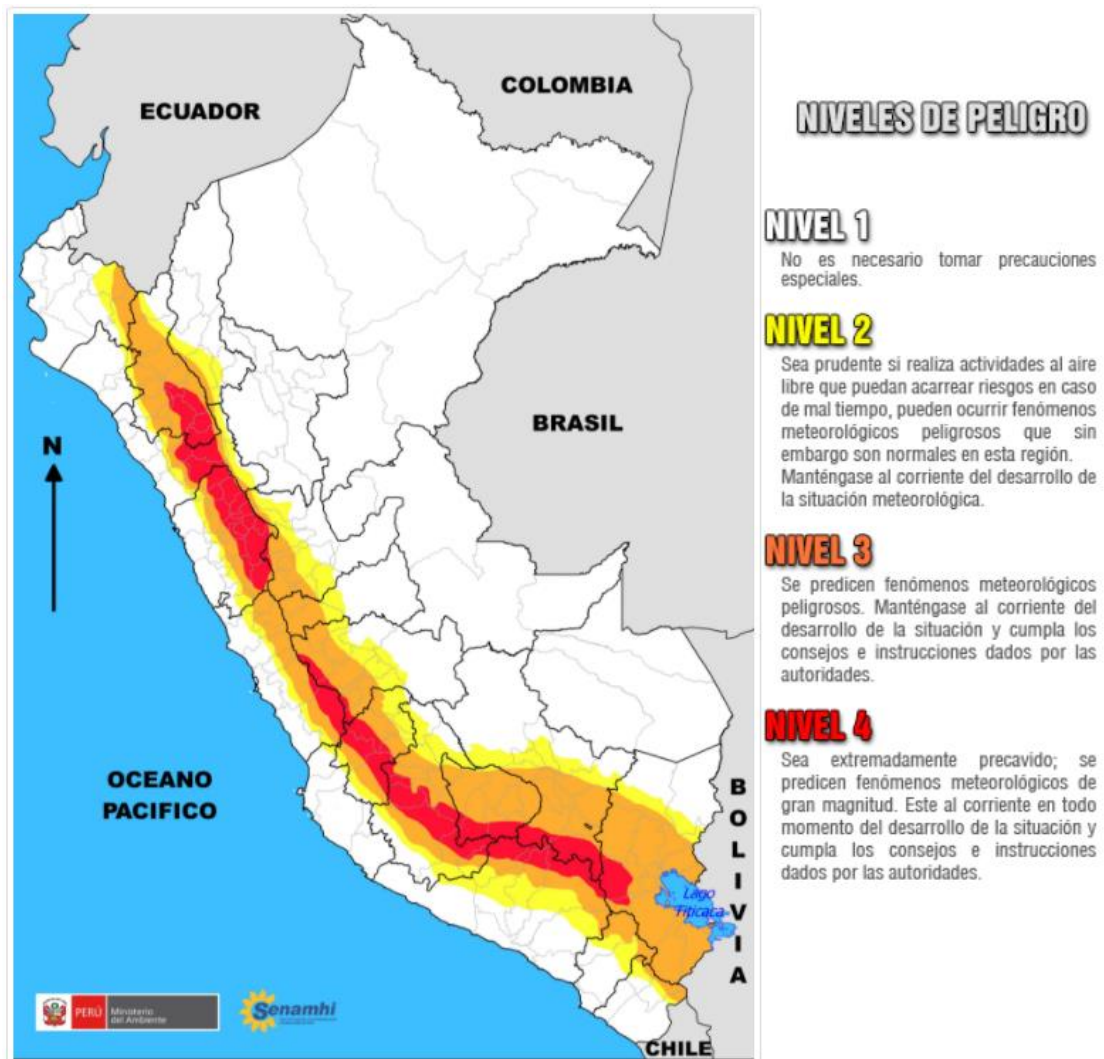 ECUADOR
COLOMBIA
BRASIL
N
OCEANO
PACIFICO
BOLIVIA
Lago
Titicaca
CHILE
PERÚ
Ministerio
del Ambiente
Senamhi
NIVELES DE PELIGRO
NIVEL 1
No es necesario tomar precauciones
especiales.
NIVEL 2
Sea prudente si realiza actividades al aire
libre que puedan acarrear riesgos en caso
de mal tiempo, pueden ocurrir fenómenos
meteorológicos peligrosos que sin
embargo son normales en esta región.
Manténgase al corriente del desarrollo de
la situación meteorológica.
NIVEL 3
Se predicen fenómenos meteorológicos
peligrosos. Manténgase al corriente del
desarrollo de la situación y cumpla los
consejos e instrucciones dados por las
autoridades.
NIVEL 4
Sea extremadamente precavido; se
predicen fenómenos meteorológicos de
gran magnitud. Este al corriente en todo
momento del desarrollo de la situación y
cumpla los consejos e instrucciones
dados por las autoridades.